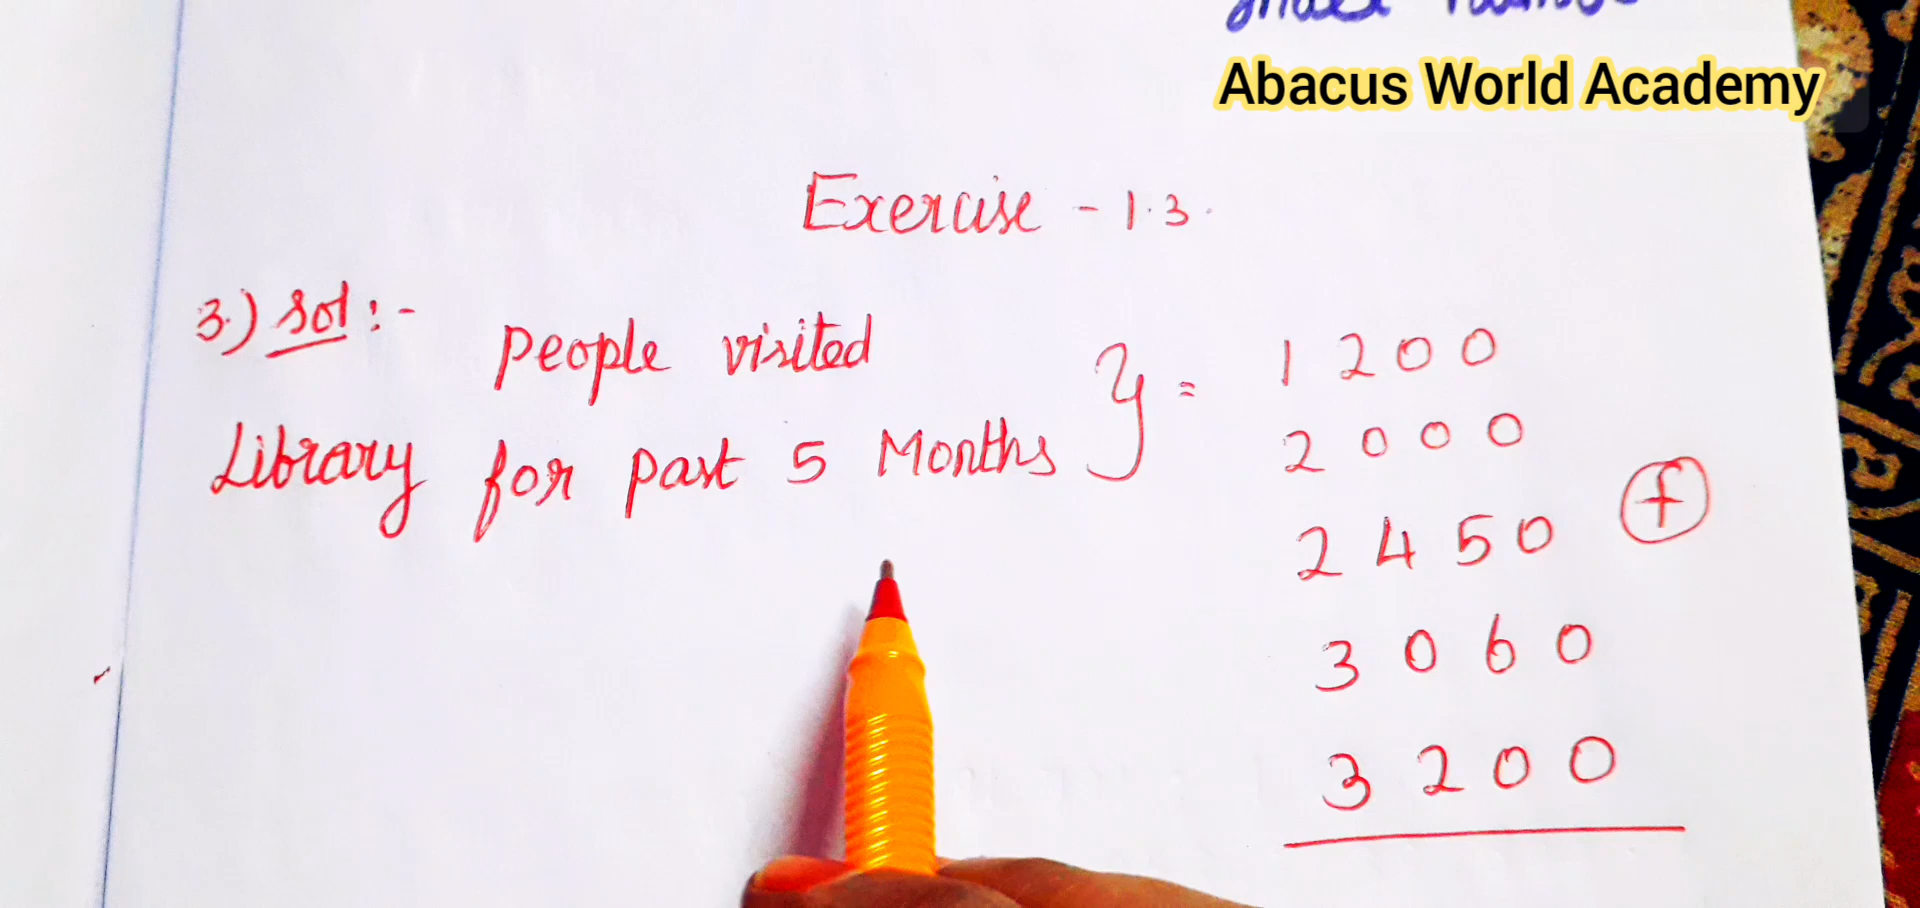 Abacus World Academy
Exercise - 1.3.
3.) Sol:-
People visited
Library for past 5 Months } = 1200
2000
2450 +
3060
3200